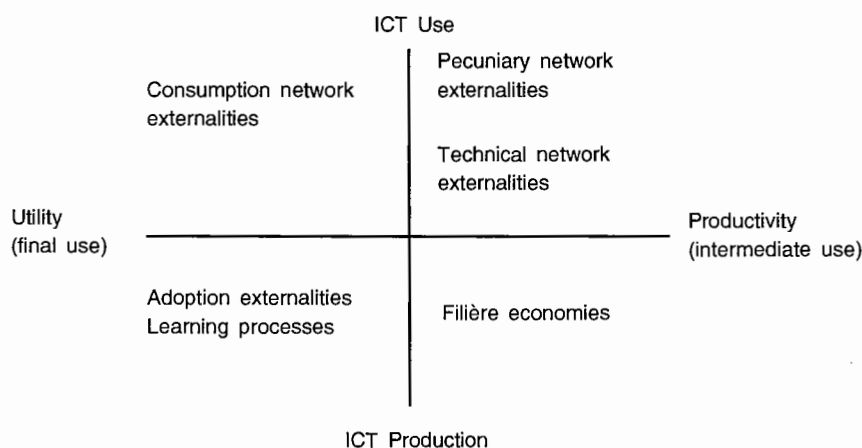 ICT Use
Pecuniary network
externalities
Consumption network
externalities
Technical network
externalities
Utility
(final use)
Productivity
(intermediate use)
Adoption externalities
Learning processes
Filière economies
ICT Production